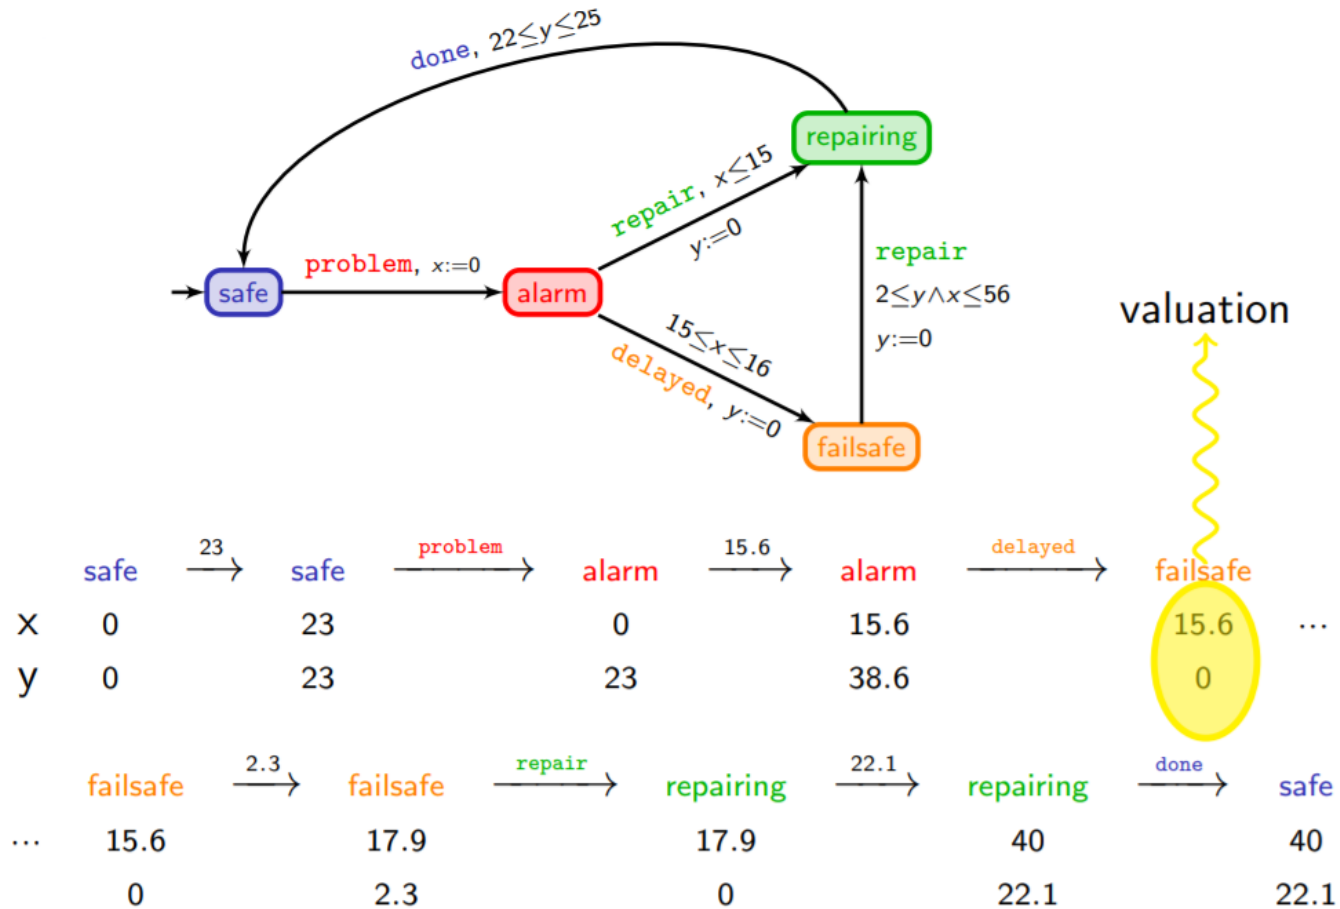 done, 22≤y≤25
repairing
repair, x≤15
y:=0
problem, x:=0
safe
alarm
repair
2≤y∧x≤56
y:=0
15≤x≤16
delayed, y:=0
failsafe
valuation
safe 23 safe problem alarm 15.6 alarm delayed failsafe
x 0 23 0 15.6 15.6 ...
y 0 23 23 38.6 0
failsafe 2.3 failsafe repair repairing 22.1 repairing done safe
... 15.6 17.9 17.9 40 40
0 2.3 0 22.1 22.1